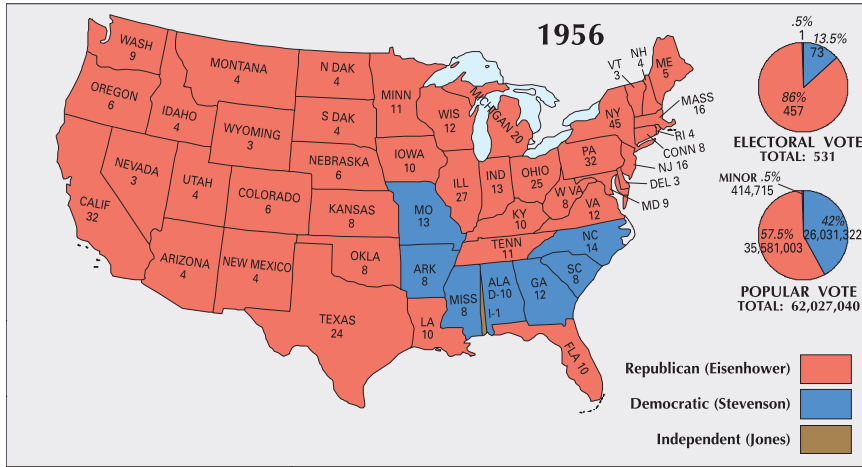 1956
WASH
9
OREGON
6
CALIF
32
NEVADA
3
IDAHO
4
MONTANA
4
WYOMING
3
UTAH
4
COLORADO
6
ARIZONA
4
NEW MEXICO
4
N DAK
4
S DAK
4
NEBRASKA
6
KANSAS
8
OKLA
8
TEXAS
24
MINN
11
IOWA
10
MO
13
ARK
8
LA
10
WIS
12
ILL
27
MICHIGAN 20
IND
13
OHIO
25
KY
10
TENN
11
MISS
8
ALA
D-10
I-1
GA
12
FLA 10
SC
8
NC
14
VA
12
W VA
8
PA
32
NY
45
VT
3
NH
4
ME
5
MASS
16
RI 4
CONN 8
NJ 16
DEL 3
MD 9
.5%
1
13.5%
73
86%
457
ELECTORAL VOTE
TOTAL: 531
MINOR .5%
414,715
42%
26,031,322
57.5%
35,581,003
POPULAR VOTE
TOTAL: 62,027,040
Republican (Eisenhower)
Democratic (Stevenson)
Independent (Jones)